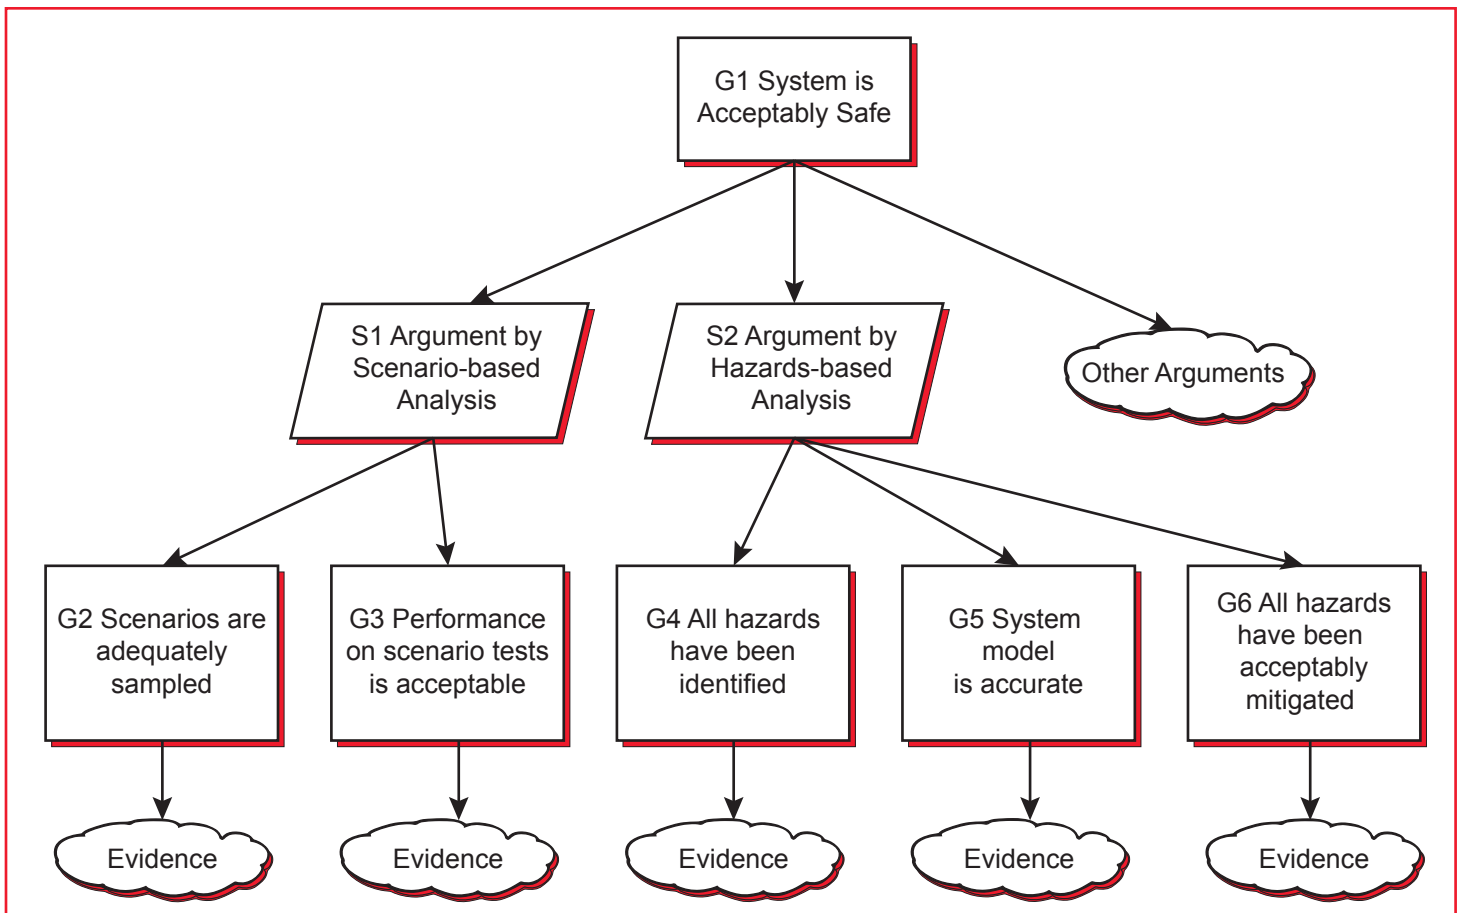 G1 System is
Acceptably Safe
S1 Argument by
Scenario-based
Analysis
S2 Argument by
Hazards-based
Analysis
Other Arguments
G2 Scenarios are
adequately
sampled
G3 Performance
on scenario tests
is acceptable
G4 All hazards
have been
identified
G5 System
model
is accurate
G6 All hazards
have been
acceptably
mitigated
Evidence
Evidence
Evidence
Evidence
Evidence